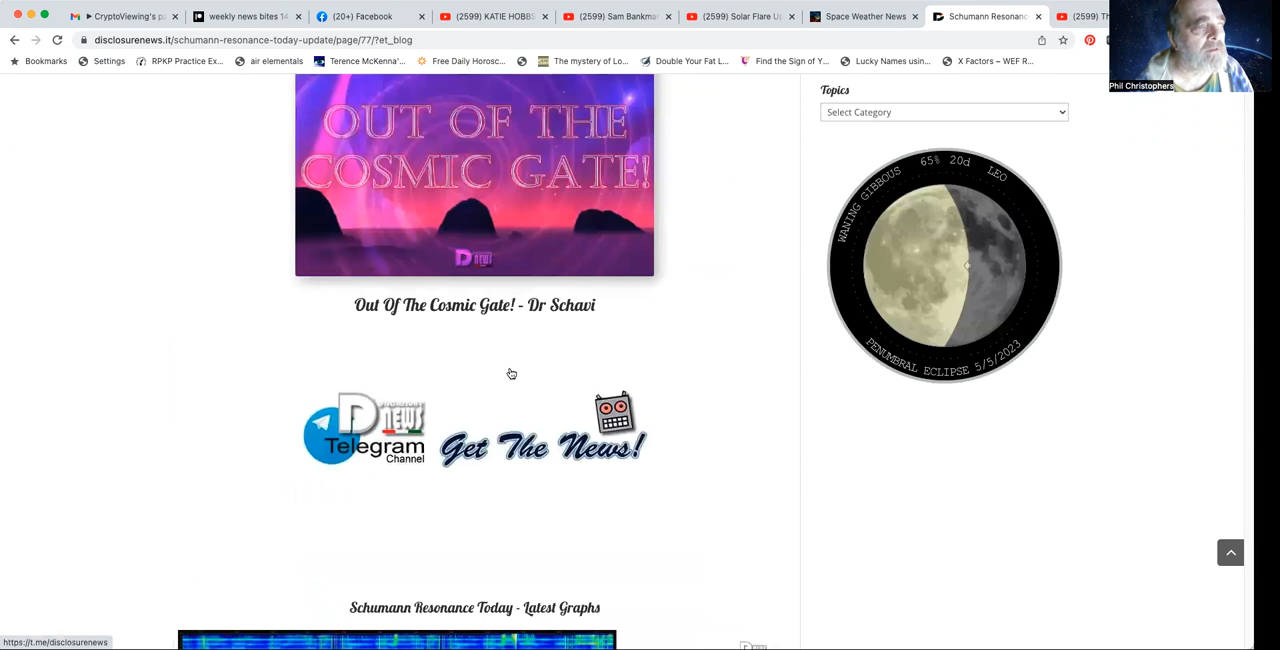 ▶ CryptoViewing's pa
weekly news bites 14
(20+) Facebook
(2599) KATIE HOBBS
(2599) Sam Bankma
(2599) Solar Flare U
Space Weather News
Schumann Resonanc
(2599) Th
disclosurenews.it/schumann-resonance-today-update/page/77/?et_blog
Bookmarks
Settings
RPKP Practice Ex...
air elementals
Terence McKenna'...
Free Daily Horosc...
The mystery of Lo...
Double Your Fat L...
Find the Sign of Y...
Lucky Names usin...
X Factors – WEF R...
Phil Christophers
OUT OF THE
COSMIC GATE!
D NEWS
Out Of The Cosmic Gate! - Dr Schavi
D NEWS
Telegram
Channel
Get The News!
Schumann Resonance Today - Latest Graphs
Topics
Select Category
WANING GIBBOUS 65% 20d LEO
PENUMBRAL ECLIPSE 5/5/2023
https://t.me/disclosurenews